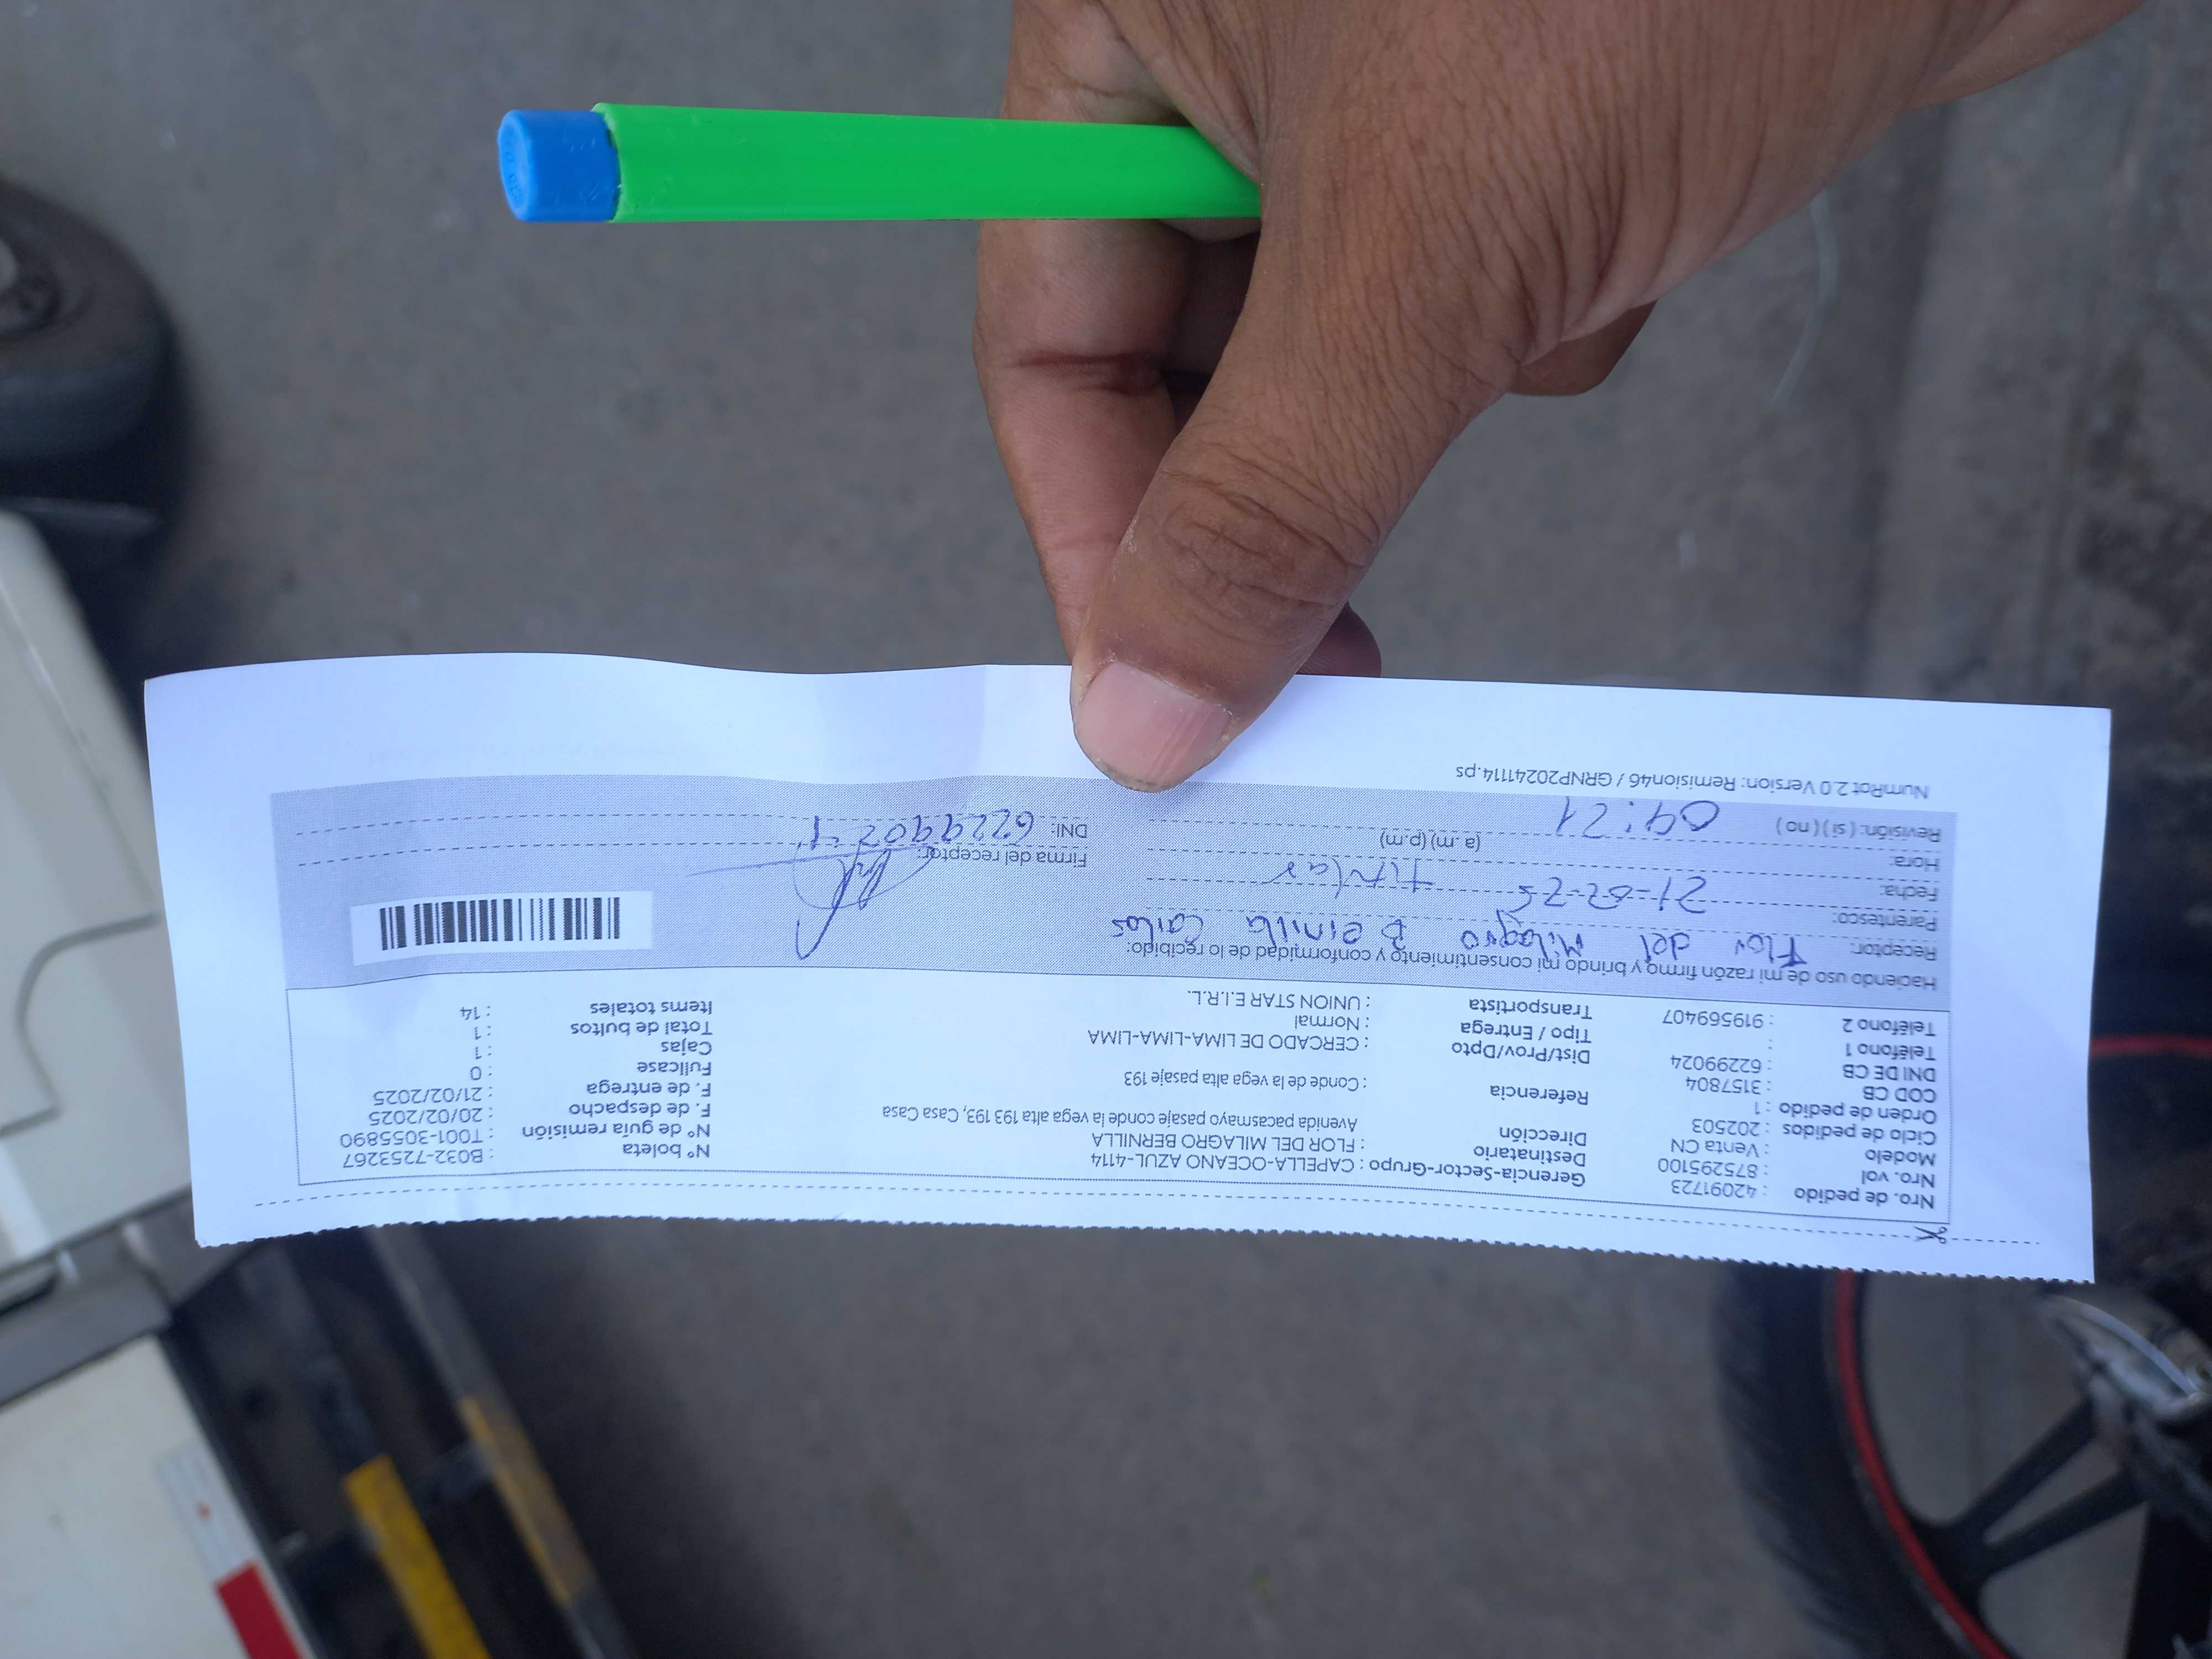 Nro. de pedido : 42091723
Nro. vol : 875295100
Modelo : Venta CN
Ciclo de pedidos : 202503
Orden de pedido : 1
COD CB : 3157804
DNI DE CB : 62299024
Teléfono 1 :
Teléfono 2 : 919569407
Gerencia-Sector-Grupo : CAPELLA-OCEANO AZUL-4114
Destinatario : FLOR DEL MILAGRO BERNILLA
Dirección Avenida pacasmayo pasaje conde la vega alta 193 193, Casa Casa
Referencia : Conde de la vega alta pasaje 193
Dist/Prov/Dpto : CERCADO DE LIMA-LIMA-LIMA
Tipo / Entrega : Normal
Transportista : UNION STAR E.I.R.L.
N° boleta : B032-7253267
N° de guía remisión : T001-3055890
F. de despacho : 20/02/2025
F. de entrega : 21/02/2025
Fullcase : 0
Cajas : 1
Total de bultos : 1
Items totales : 14
Haciendo uso de mi razón firmo y brindo mi consentimiento y conformidad de lo recibido:
Receptor: Flor del Milagro Bernilla Carlos
Parentesco: Titular
Fecha: 21-02-25
Hora: (a.m) (p.m)
Revisión: ( si ) ( no ) 04:21
Firma del receptor:
DNI: 62299024
NumRot 2.0 Version: Remision46 / GRNP20241114.ps